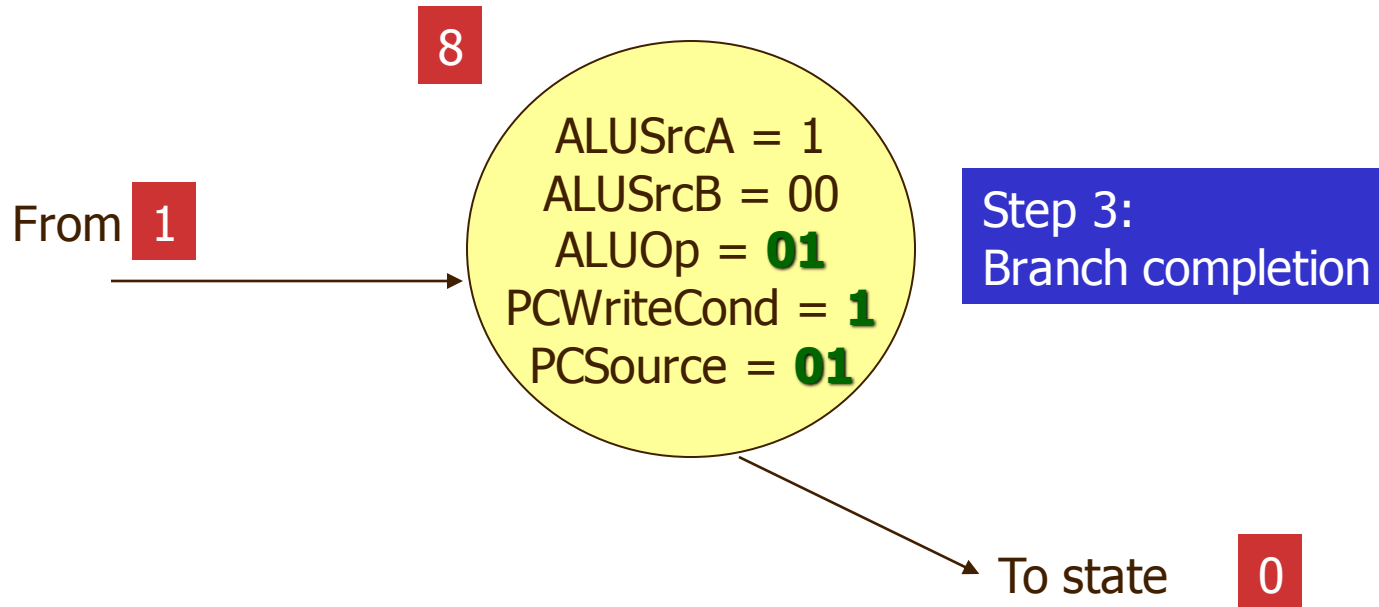 8
ALUSrcA = 1
ALUSrcB = 00
ALUOp = 01
PCWriteCond = 1
PCSource = 01
From 1
Step 3:
Branch completion
To state 0